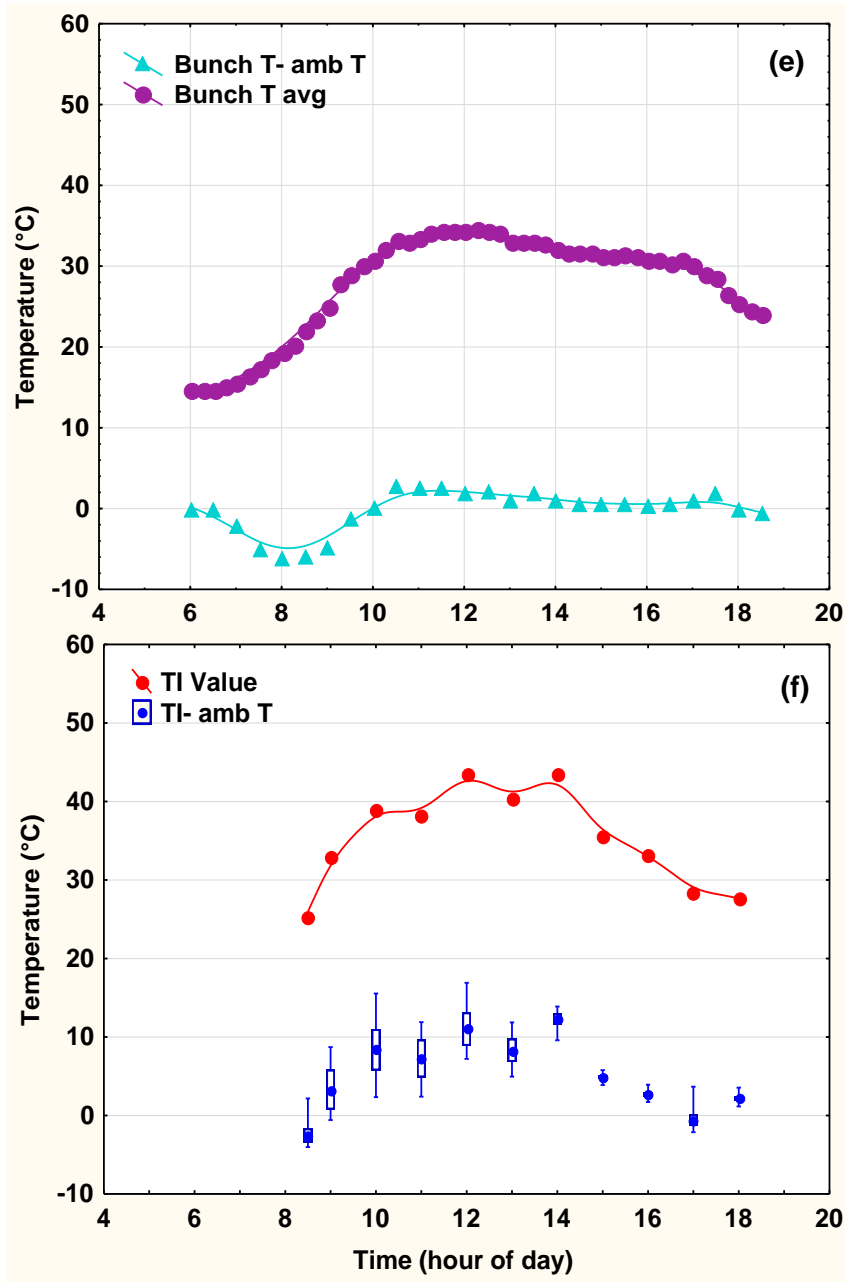 60
(e)
Bunch T- amb T
Bunch T avg
50
40
30
20
10
0
-10
Temperature (°C)
4 6 8 10 12 14 16 18 20
60
(f)
TI Value
TI- amb T
50
40
30
20
10
0
-10
Temperature (°C)
4 6 8 10 12 14 16 18 20
Time (hour of day)